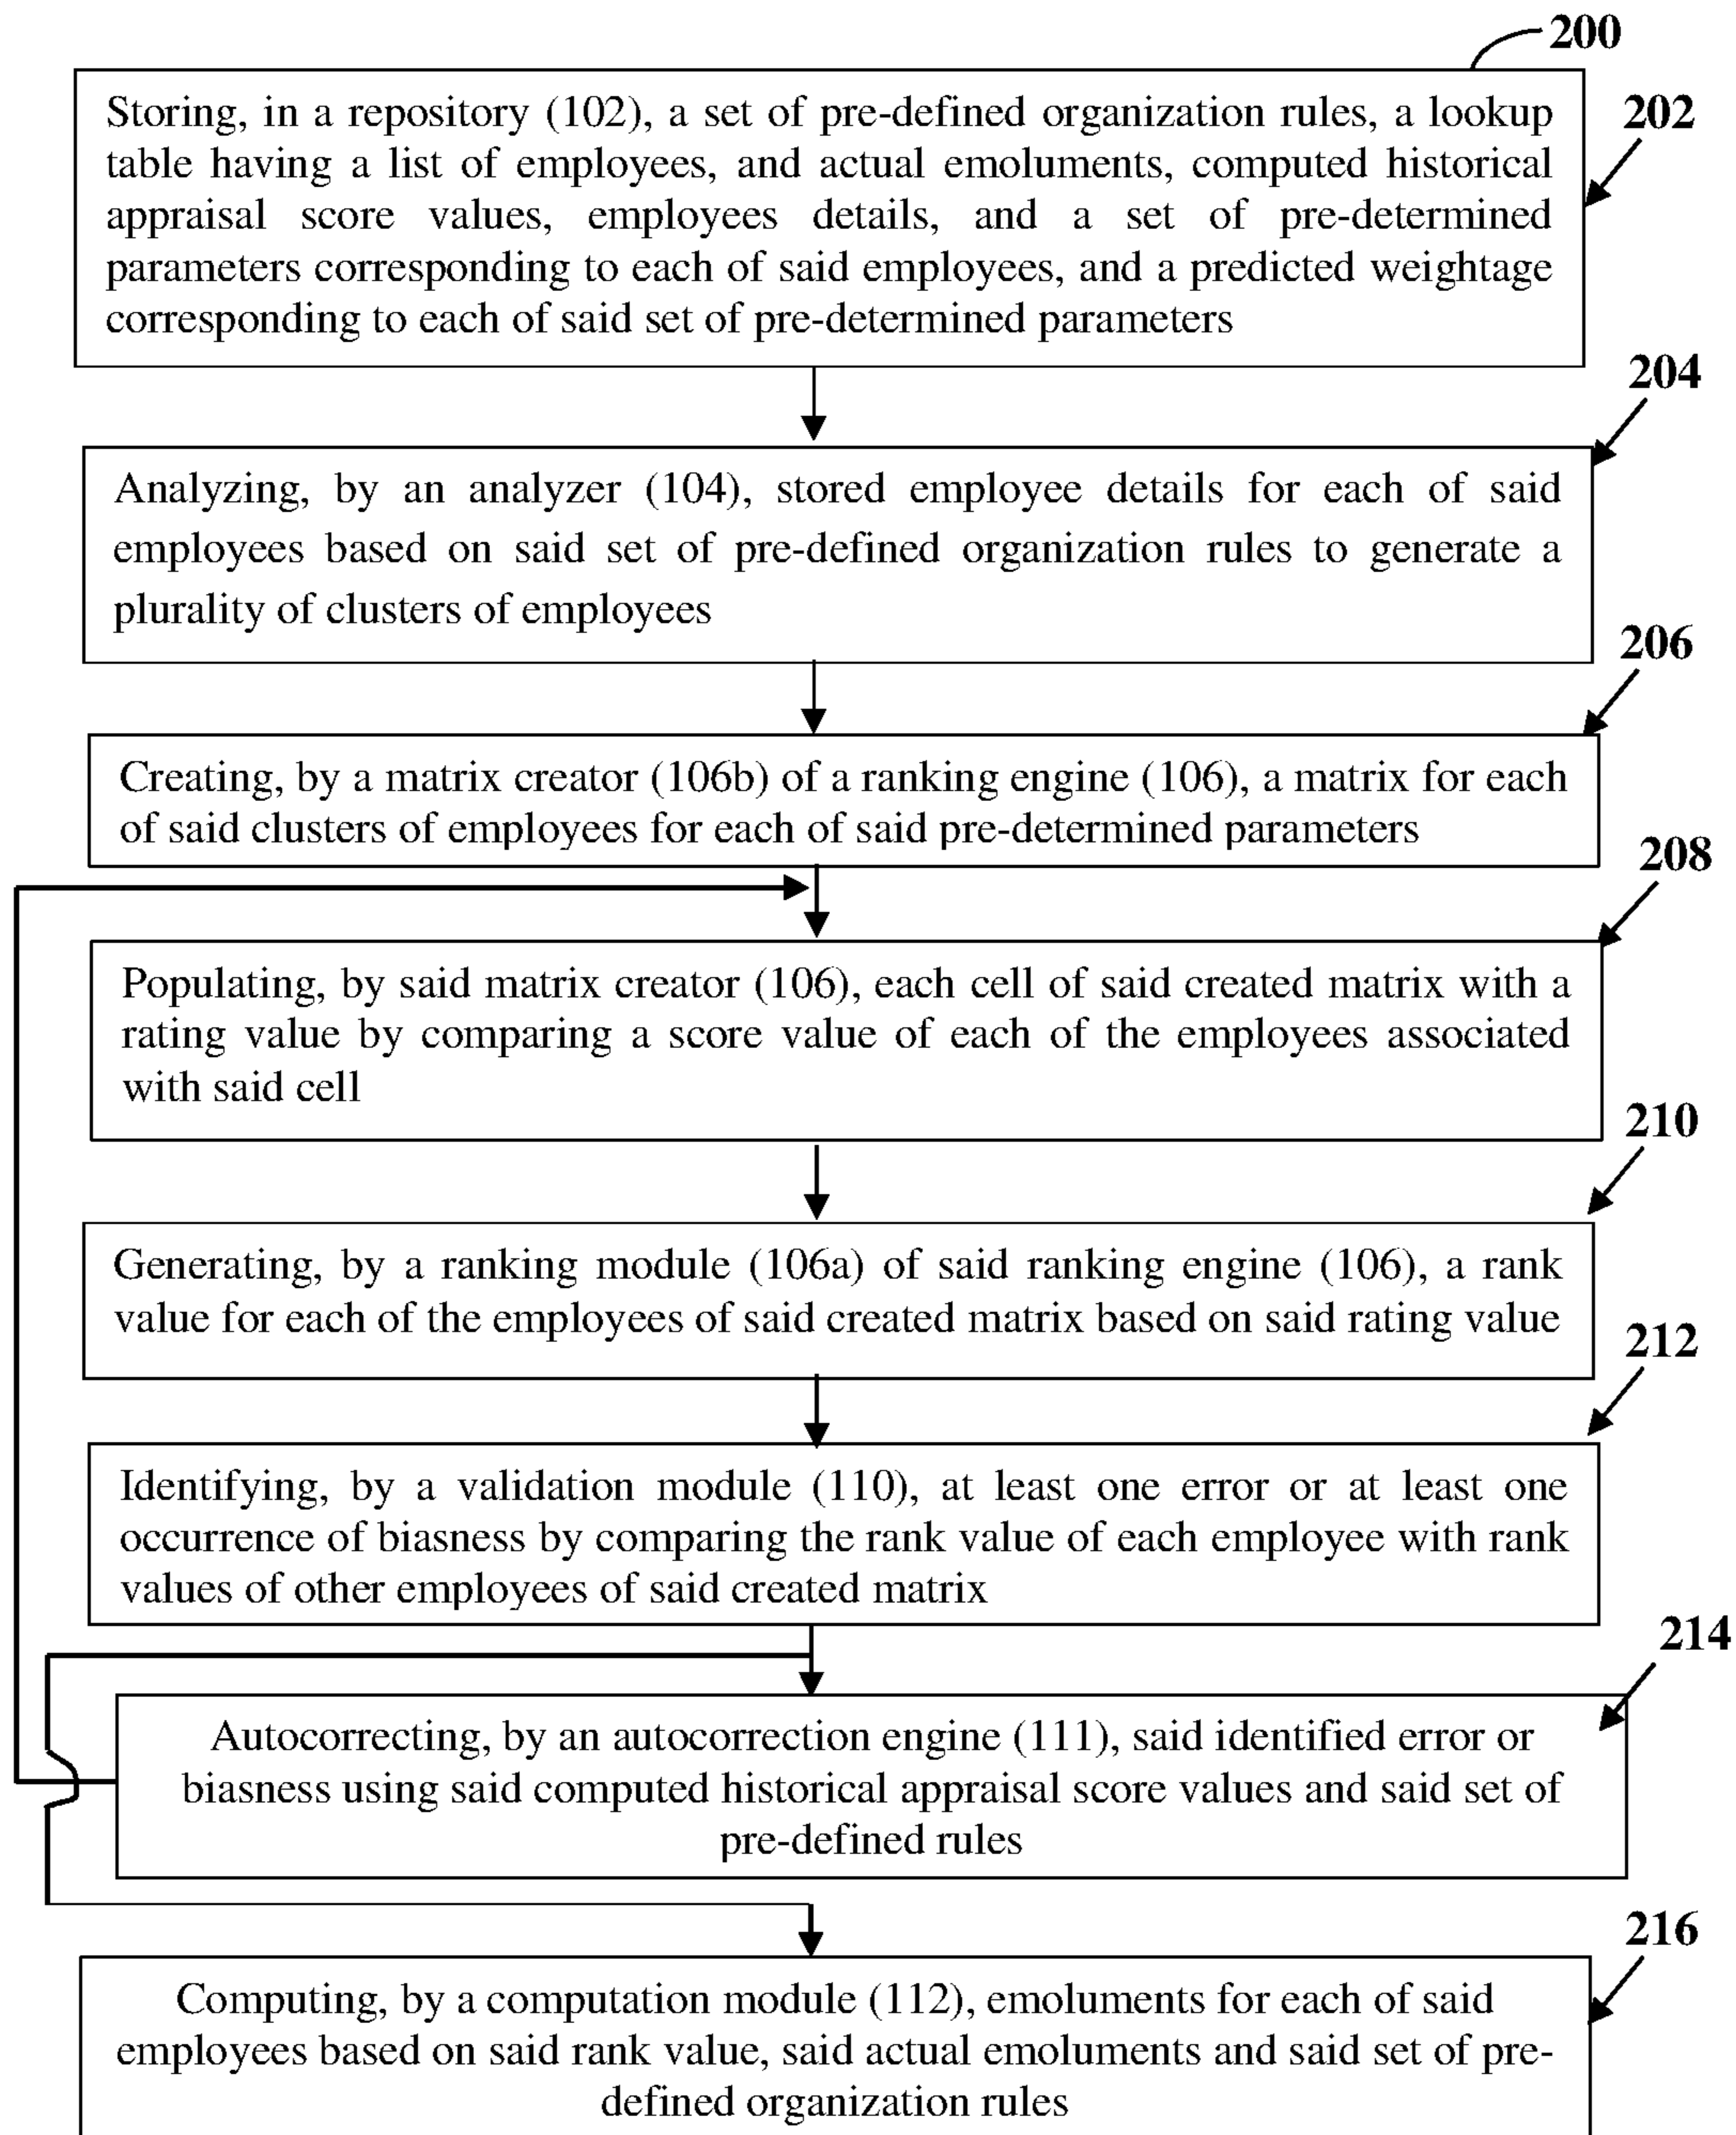 200
Storing, in a repository (102), a set of pre-defined organization rules, a lookup
202
table having a list of employees, and actual emoluments, computed historical
appraisal score values, employees details, and a set of pre-determined
parameters corresponding to each of said employees, and a predicted weightage
corresponding to each of said set of pre-determined parameters
204
Analyzing, by an analyzer (104), stored employee details for each of said
employees based on said set of pre-defined organization rules to generate a
plurality of clusters of employees
206
Creating, by a matrix creator (106b) of a ranking engine (106), a matrix for each
of said clusters of employees for each of said pre-determined parameters
208
Populating, by said matrix creator (106), each cell of said created matrix with a
rating value by comparing a score value of each of the employees associated
with said cell
210
Generating, by a ranking module (106a) of said ranking engine (106), a rank
value for each of the employees of said created matrix based on said rating value
212
Identifying, by a validation module (110), at least one error or at least one
occurrence of biasness by comparing the rank value of each employee with rank
values of other employees of said created matrix
214
Autocorrecting, by an autocorrection engine (111), said identified error or
biasness using said computed historical appraisal score values and said set of
pre-defined rules
216
Computing, by a computation module (112), emoluments for each of said
employees based on said rank value, said actual emoluments and said set of pre-
defined organization rules